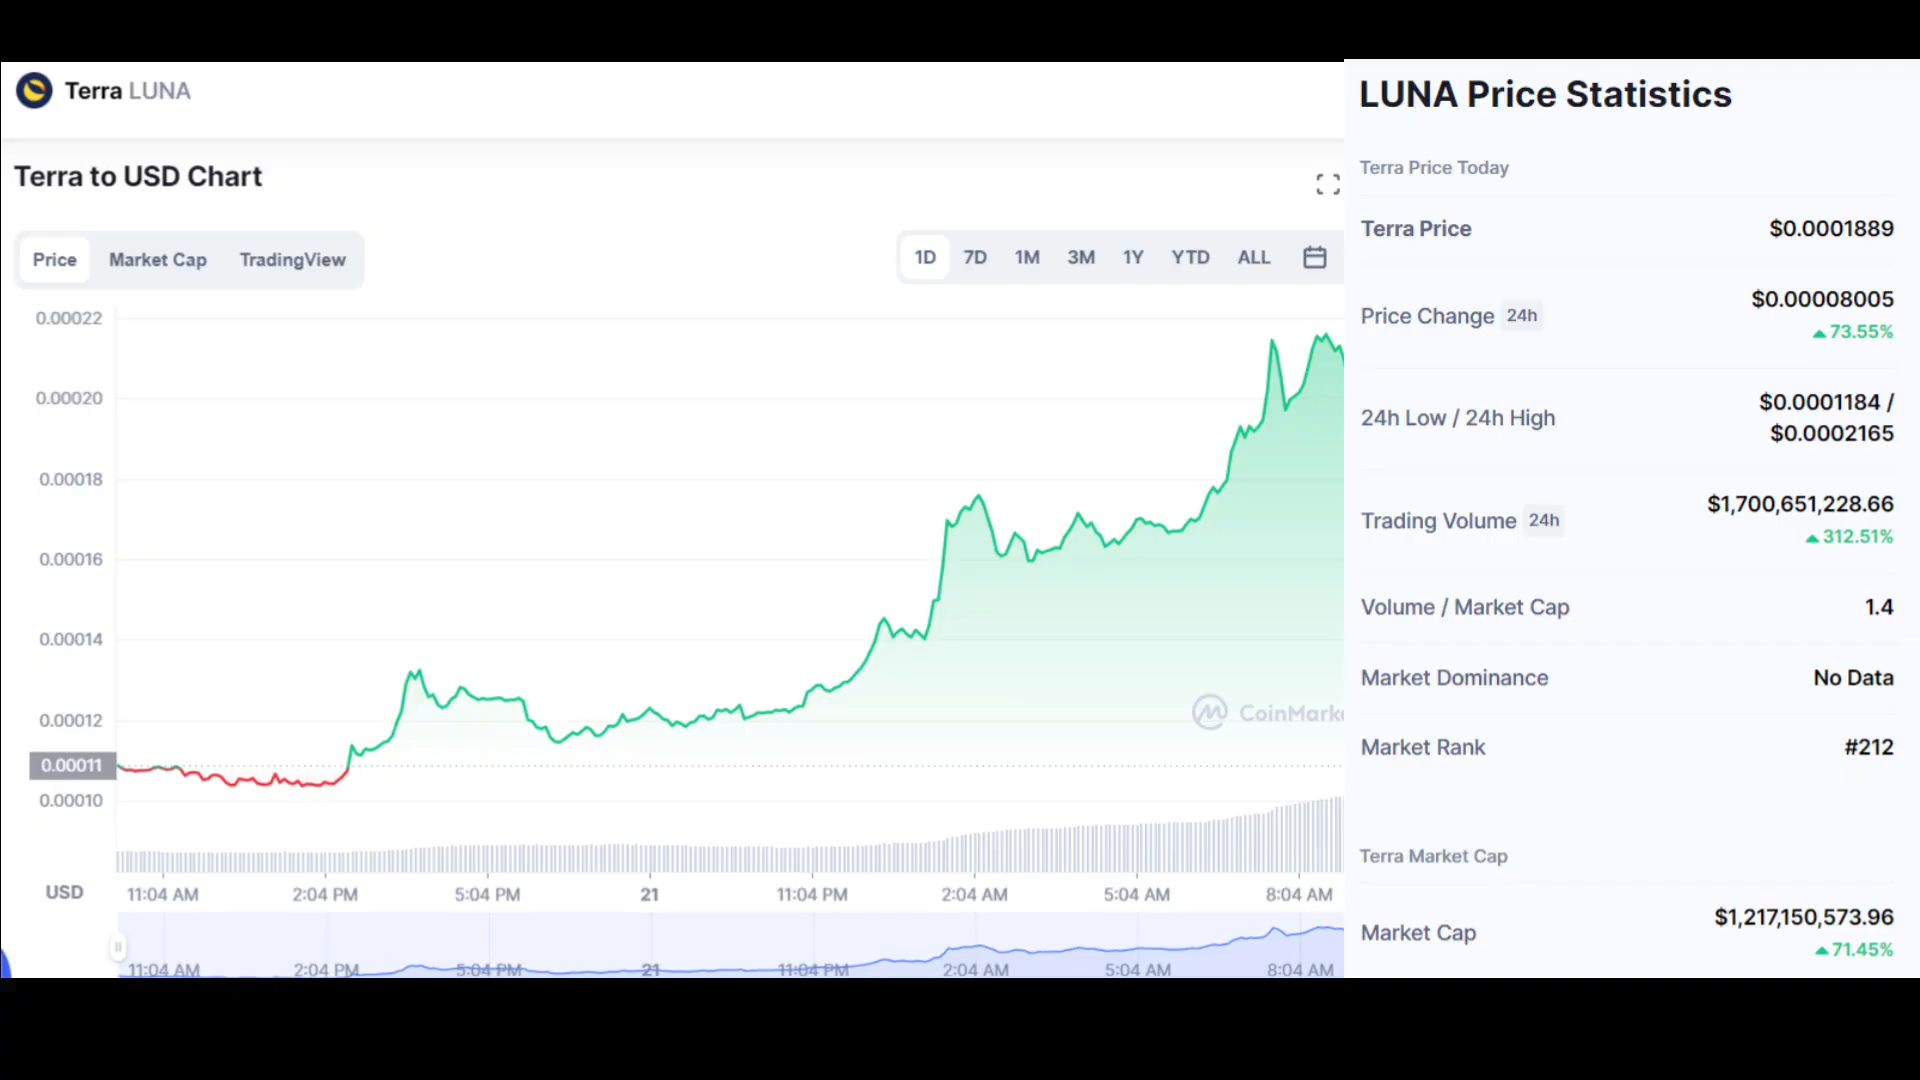 Terra LUNA
Terra to USD Chart
Price Market Cap TradingView
1D 7D 1M 3M 1Y YTD ALL
0.00022
0.00020
0.00018
0.00016
0.00014
0.00012
0.00011
0.00010
CoinMark
USD
11:04 AM 2:04 PM 5:04 PM 21 11:04 PM 2:04 AM 5:04 AM 8:04 AM
11:04 AM 2:04 PM 5:04 PM 21 11:04 PM 2:04 AM 5:04 AM 8:04 AM
LUNA Price Statistics
Terra Price Today
Terra Price $0.0001889
Price Change 24h $0.00008005
73.55%
24h Low / 24h High $0.0001184 /
$0.0002165
Trading Volume 24h $1,700,651,228.66
312.51%
Volume / Market Cap 1.4
Market Dominance No Data
Market Rank #212
Terra Market Cap
Market Cap $1,217,150,573.96
71.45%